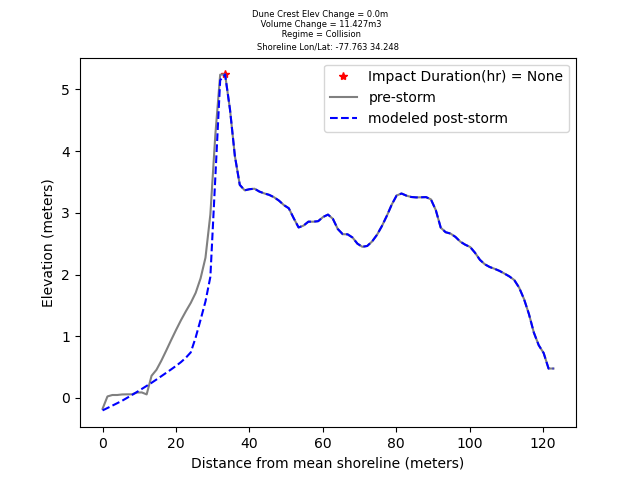 Dune Crest Elev Change = 0.0m
Volume Change = 11.427m3
Regime = Collision
Shoreline Lon/Lat: -77.763 34.248
Impact Duration(hr) = None
pre-storm
modeled post-storm
Elevation (meters)
5
4
3
2
1
0
0 20 40 60 80 100 120
Distance from mean shoreline (meters)